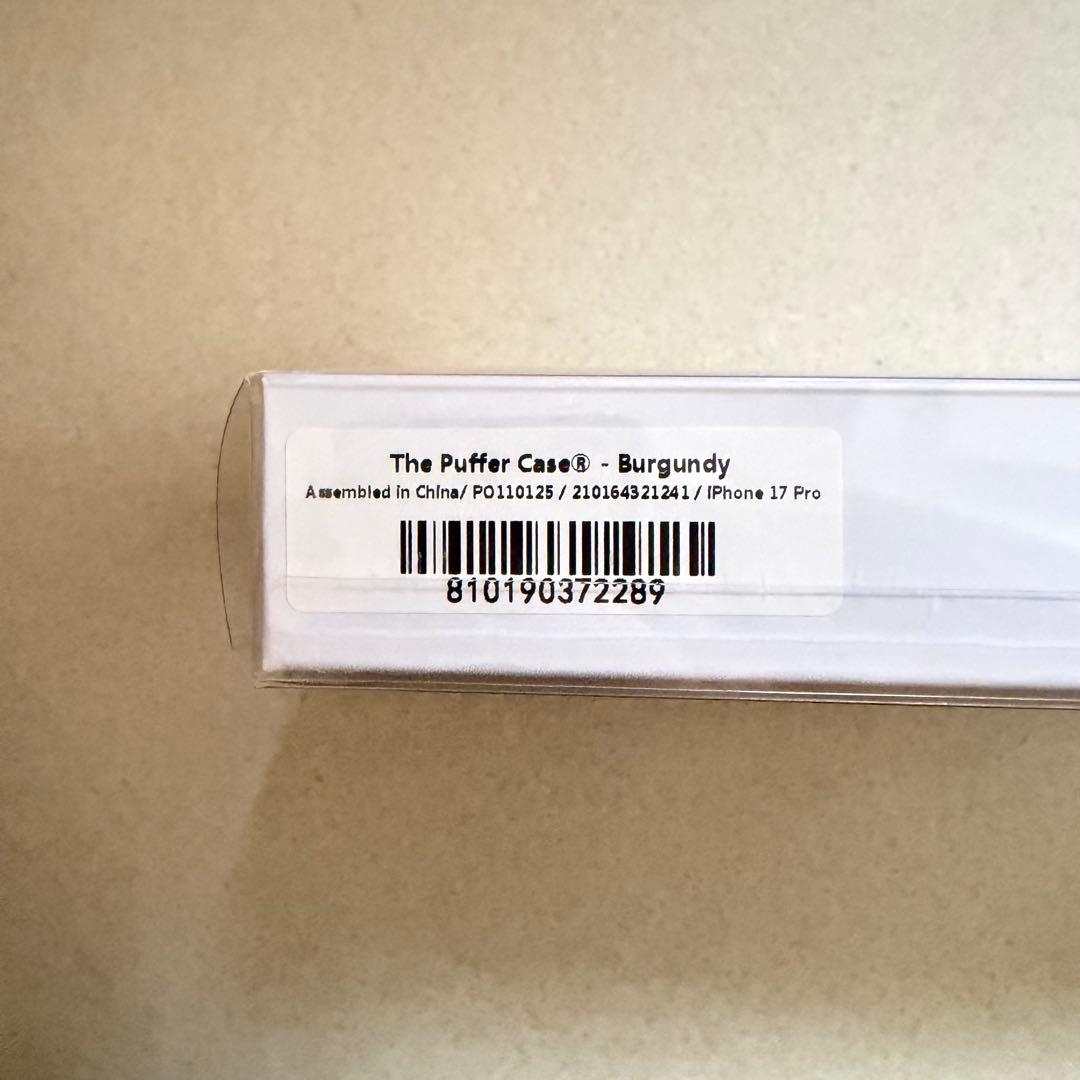 The Puffer Case® - Burgundy
Assembled in China/ PO110125 / 210164321241 / iPhone 17 Pro
810190372289